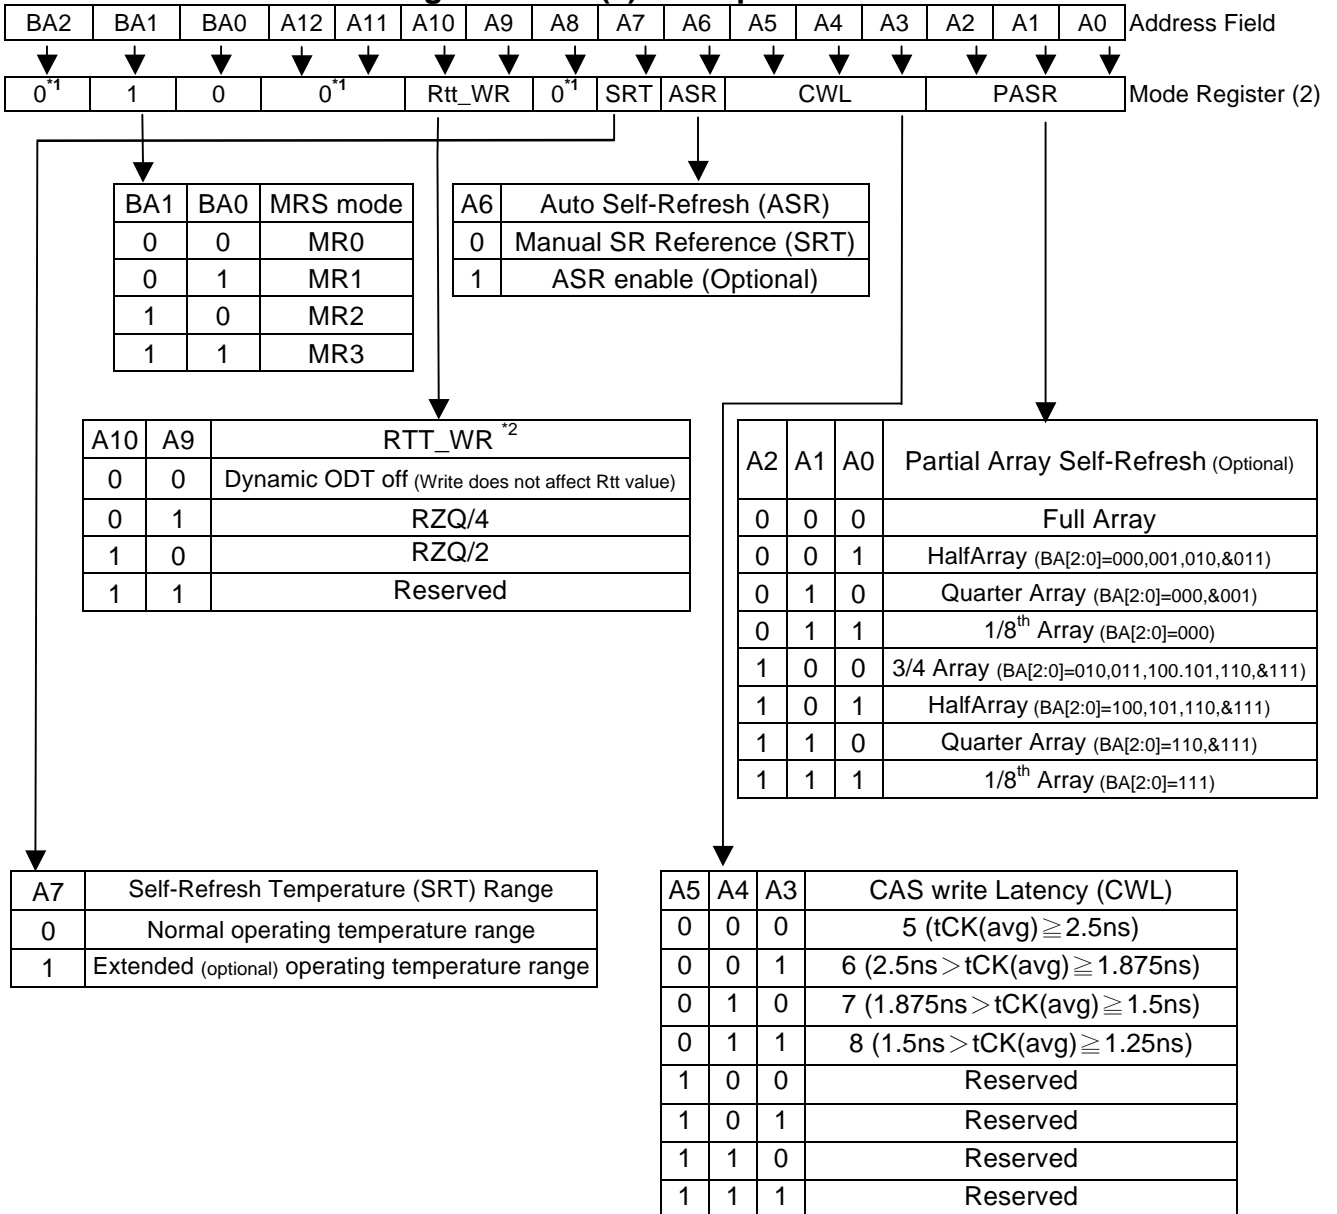 BA2 BA1 BA0 A12 A11 A10 A9 A8 A7 A6 A5 A4 A3 A2 A1 A0 Address Field
0*1 1 0 0*1 Rtt_WR 0*1 SRT ASR CWL PASR Mode Register (2)
BA1 BA0 MRS mode
0 0 MR0
0 1 MR1
1 0 MR2
1 1 MR3
A6 Auto Self-Refresh (ASR)
0 Manual SR Reference (SRT)
1 ASR enable (Optional)
A10 A9 RTT_WR *2
0 0 Dynamic ODT off (Write does not affect Rtt value)
0 1 RZQ/4
1 0 RZQ/2
1 1 Reserved
A2 A1 A0 Partial Array Self-Refresh (Optional)
0 0 0 Full Array
0 0 1 HalfArray (BA[2:0]=000,001,010,&011)
0 1 0 Quarter Array (BA[2:0]=000,&001)
0 1 1 1/8th Array (BA[2:0]=000)
1 0 0 3/4 Array (BA[2:0]=010,011,100.101,110,&111)
1 0 1 HalfArray (BA[2:0]=100,101,110,&111)
1 1 0 Quarter Array (BA[2:0]=110,&111)
1 1 1 1/8th Array (BA[2:0]=111)
A7 Self-Refresh Temperature (SRT) Range
0 Normal operating temperature range
1 Extended (optional) operating temperature range
A5 A4 A3 CAS write Latency (CWL)
0 0 0 5 (tCK(avg)≧2.5ns)
0 0 1 6 (2.5ns>tCK(avg)≧1.875ns)
0 1 0 7 (1.875ns>tCK(avg)≧1.5ns)
0 1 1 8 (1.5ns>tCK(avg)≧1.25ns)
1 0 0 Reserved
1 0 1 Reserved
1 1 0 Reserved
1 1 1 Reserved